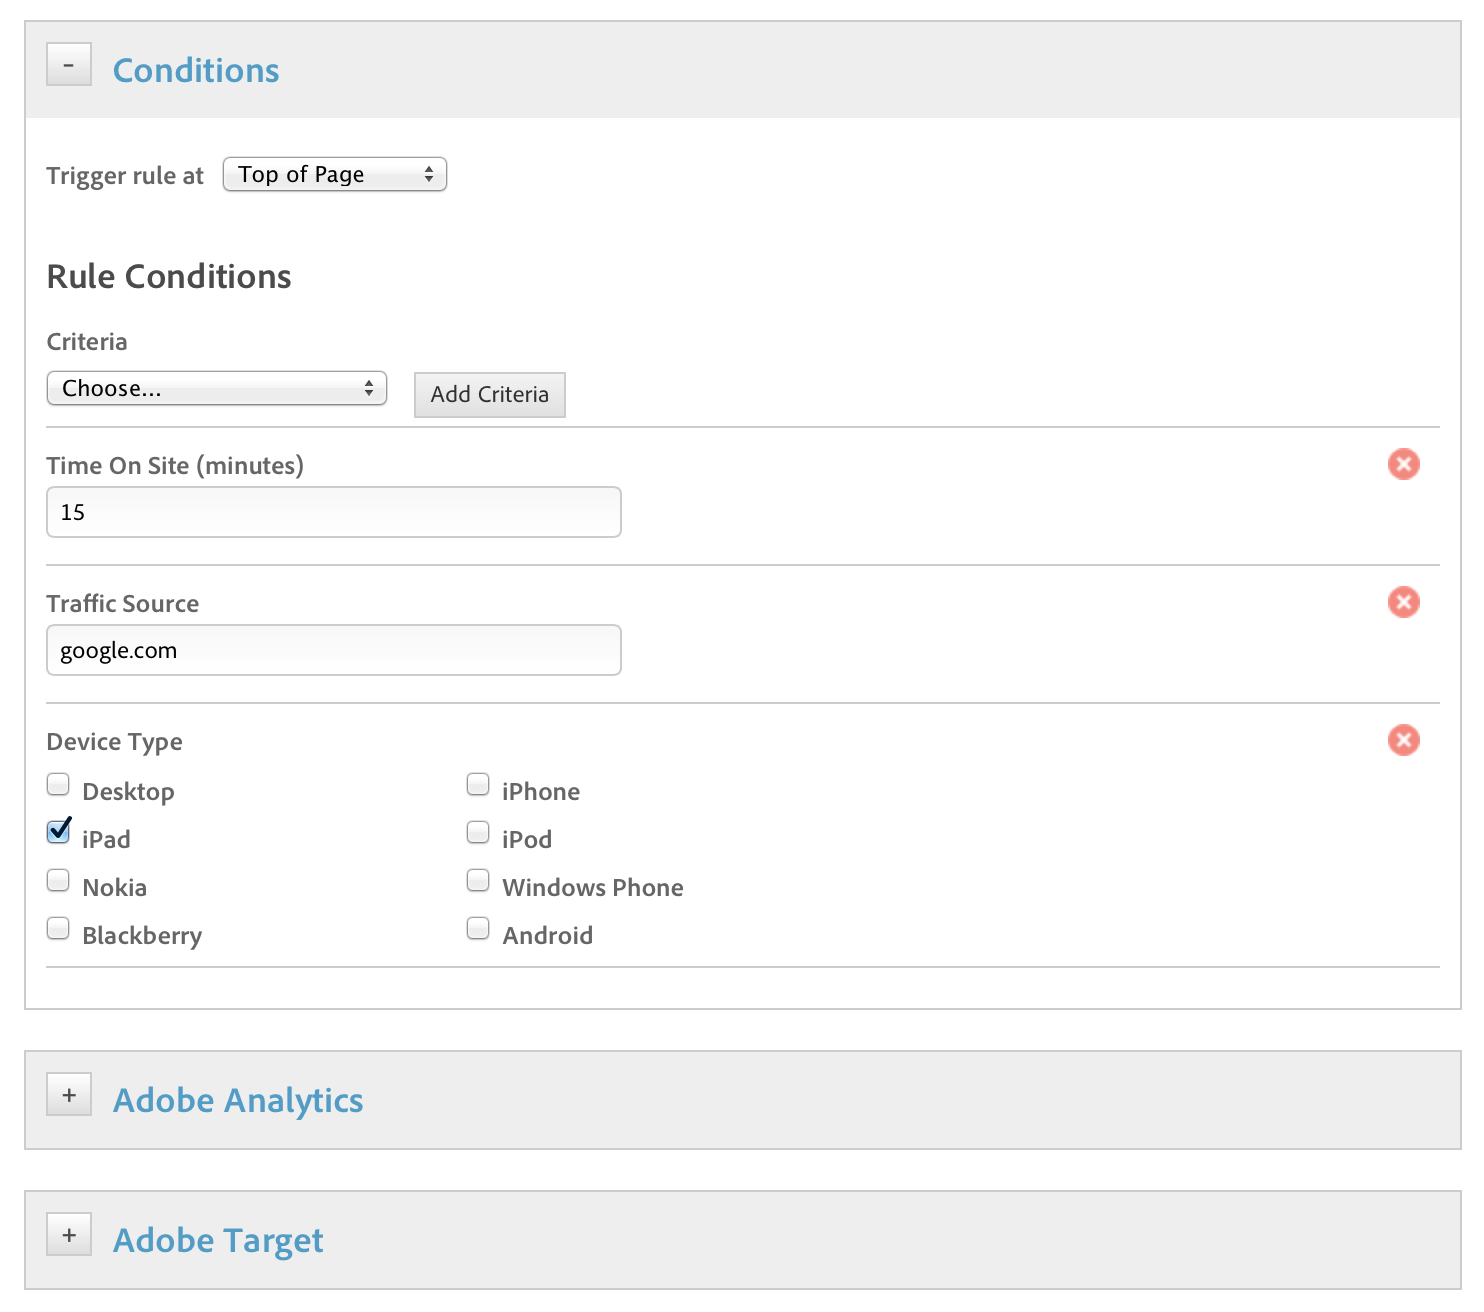 - Conditions
Trigger rule at Top of Page
Rule Conditions
Criteria
Choose... Add Criteria
Time On Site (minutes)
15
Traffic Source
google.com
Device Type
Desktop iPhone
iPad iPod
Nokia Windows Phone
Blackberry Android
+ Adobe Analytics
+ Adobe Target